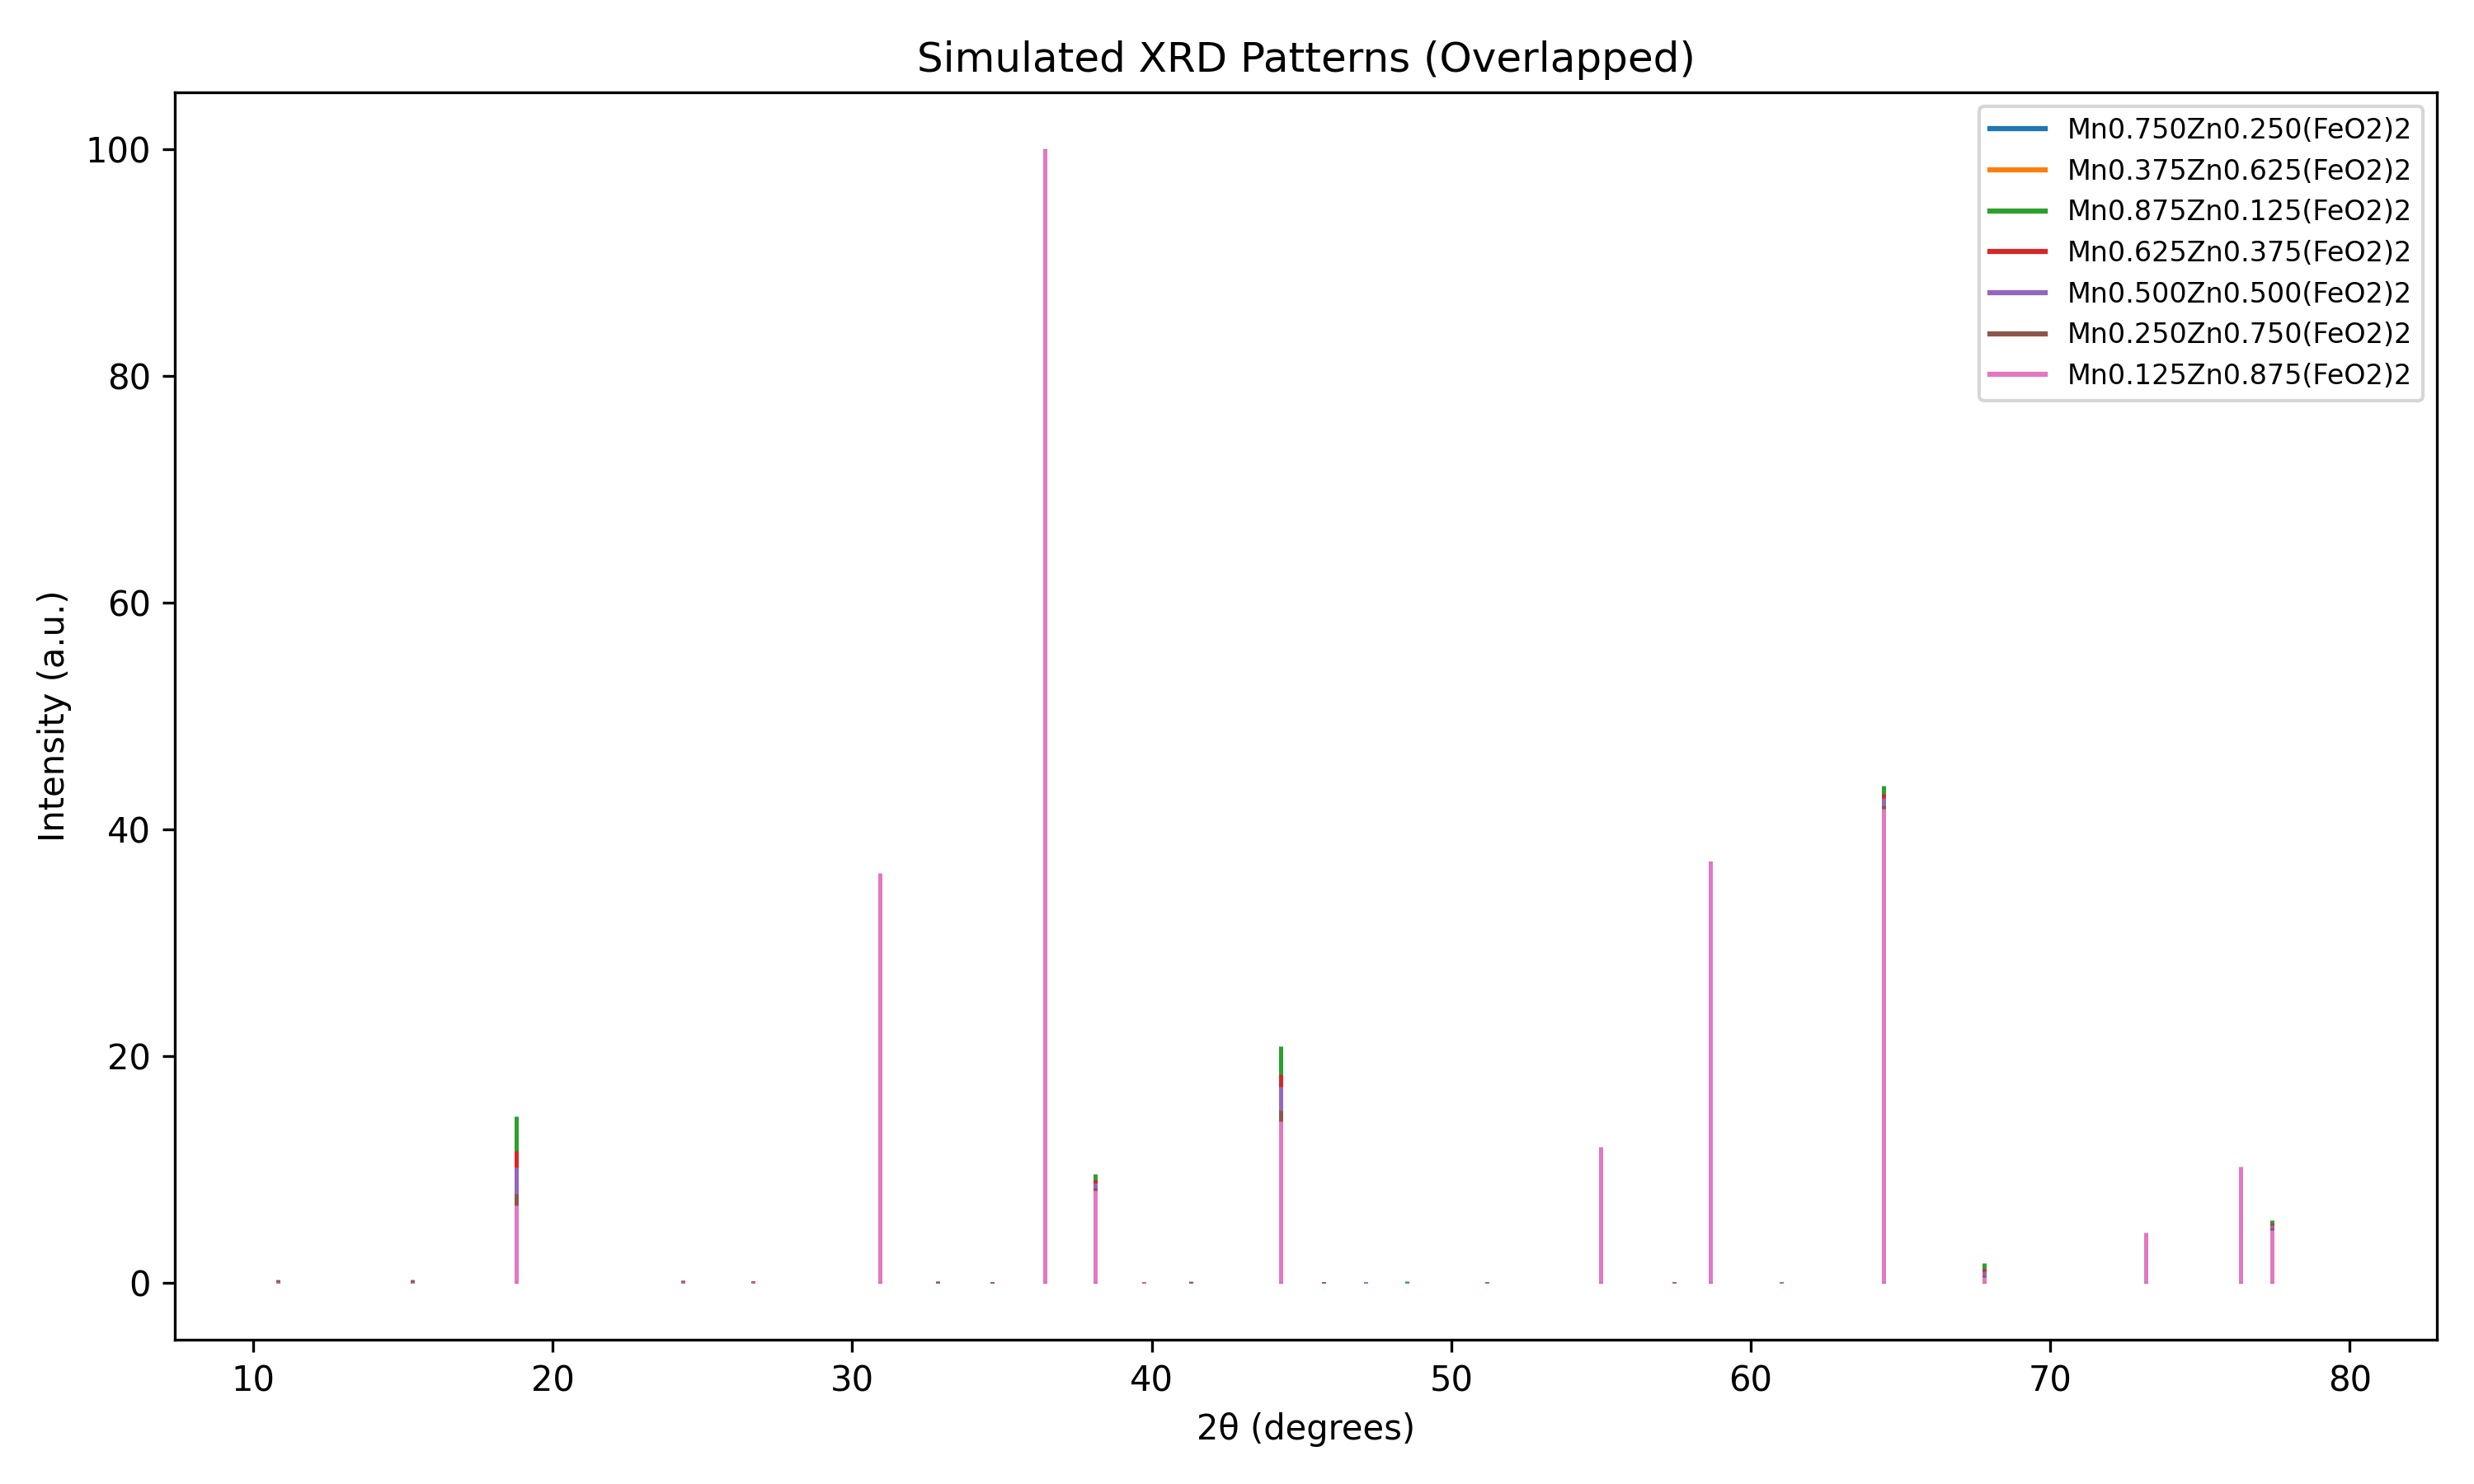 Simulated XRD Patterns (Overlapped)
Mn0.750Zn0.250(FeO2)2
Mn0.375Zn0.625(FeO2)2
Mn0.875Zn0.125(FeO2)2
Mn0.625Zn0.375(FeO2)2
Mn0.500Zn0.500(FeO2)2
Mn0.250Zn0.750(FeO2)2
Mn0.125Zn0.875(FeO2)2
Intensity (a.u.)
100
80
60
40
20
0
10 20 30 40 50 60 70 80
2θ (degrees)